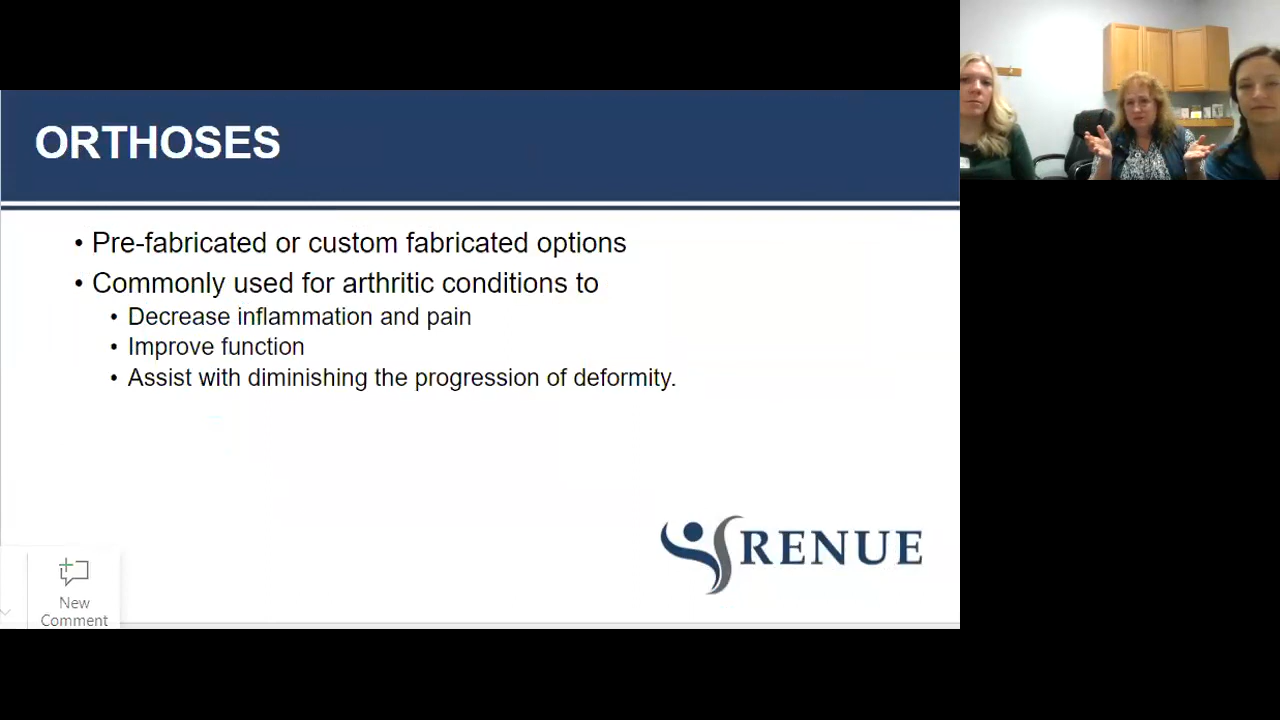 ORTHOSES
• Pre-fabricated or custom fabricated options
• Commonly used for arthritic conditions to
• Decrease inflammation and pain
• Improve function
• Assist with diminishing the progression of deformity.
RENUE
New
Comment